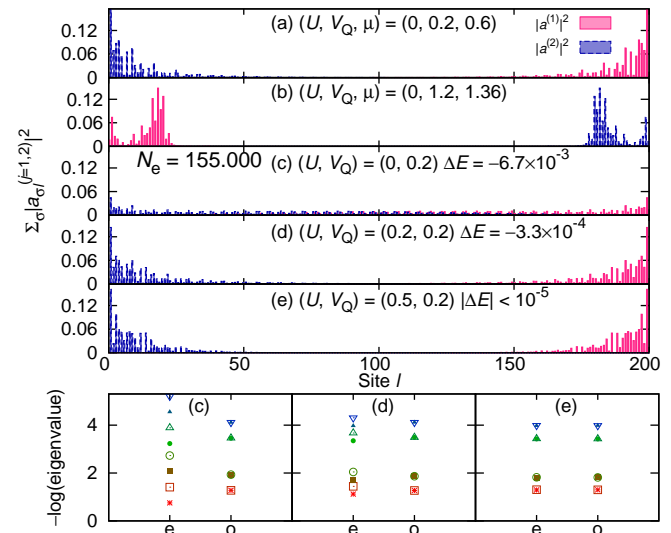 (a) (U, V_Q, μ) = (0, 0.2, 0.6)
|a^(1)|^2
|a^(2)|^2
0.12
0.06
0
(b) (U, V_Q, μ) = (0, 1.2, 1.36)
0.12
0.06
0
N_e = 155.000
(c) (U, V_Q) = (0, 0.2) ΔE = −6.7×10^-3
0.12
0.06
0
(d) (U, V_Q) = (0.2, 0.2) ΔE = −3.3×10^-4
0.12
0.06
0
(e) (U, V_Q) = (0.5, 0.2) |ΔE| < 10^-5
0.12
0.06
0
Σ_σ|a_σl^(j=1,2)|^2
0 50 100 150 200
Site l
(c) (d) (e)
4
2
0
−log(eigenvalue)
e o e o e o